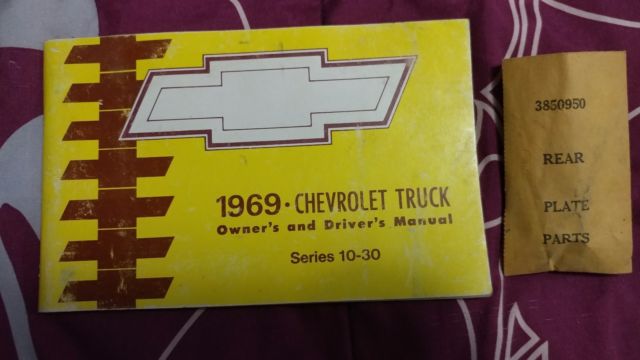 1969 • CHEVROLET TRUCK
Owner's and Driver's Manual
Series 10-30
3850950
REAR
PLATE
PARTS